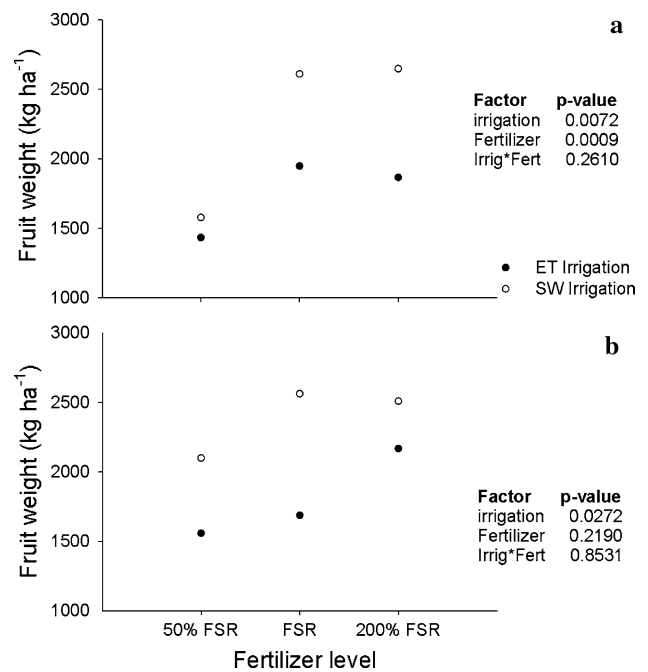 a
3000
2500
2000
1500
1000
Fruit weight (kg ha⁻¹)
Factor p-value
irrigation 0.0072
Fertilizer 0.0009
Irrig*Fert 0.2610
ET Irrigation
SW Irrigation
b
3000
2500
2000
1500
1000
Fruit weight (kg ha⁻¹)
Factor p-value
irrigation 0.0272
Fertilizer 0.2190
Irrig*Fert 0.8531
50% FSR FSR 200% FSR
Fertilizer level